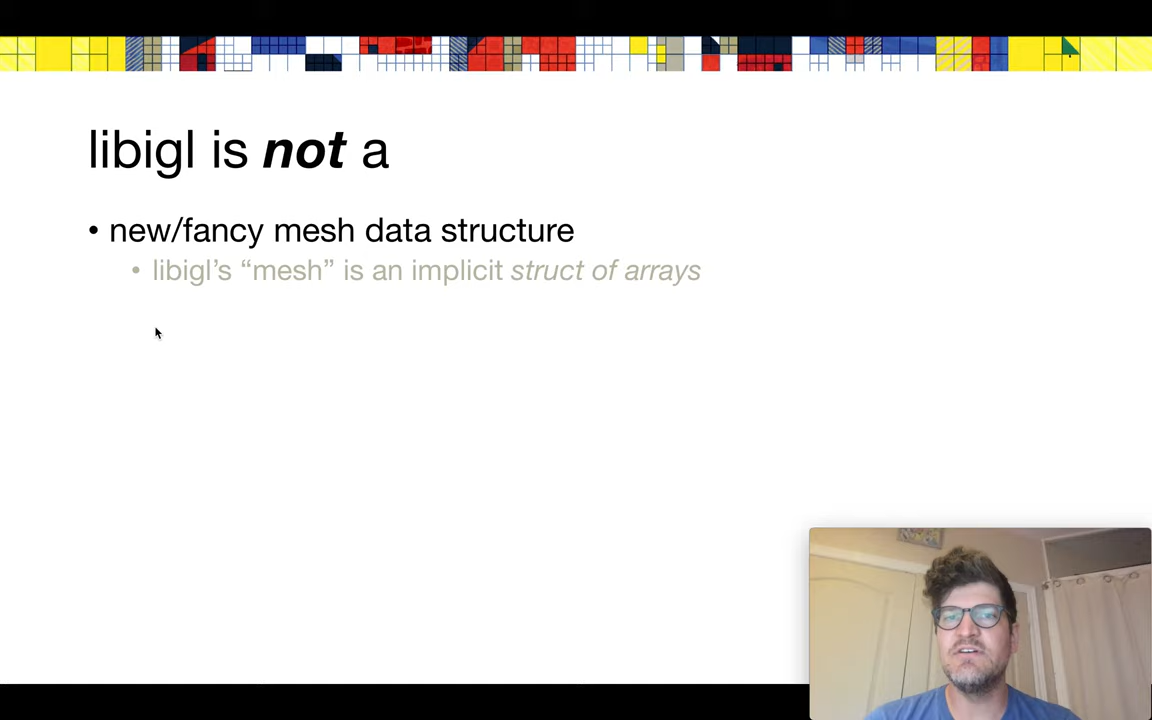 libigl is not a
• new/fancy mesh data structure
• libigl’s “mesh” is an implicit struct of arrays